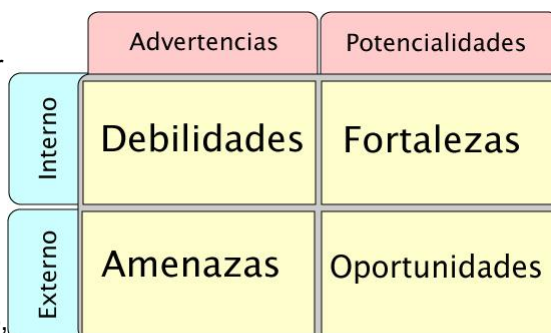 Advertencias Potencialidades
Interno Debilidades Fortalezas
Externo Amenazas Oportunidades
,